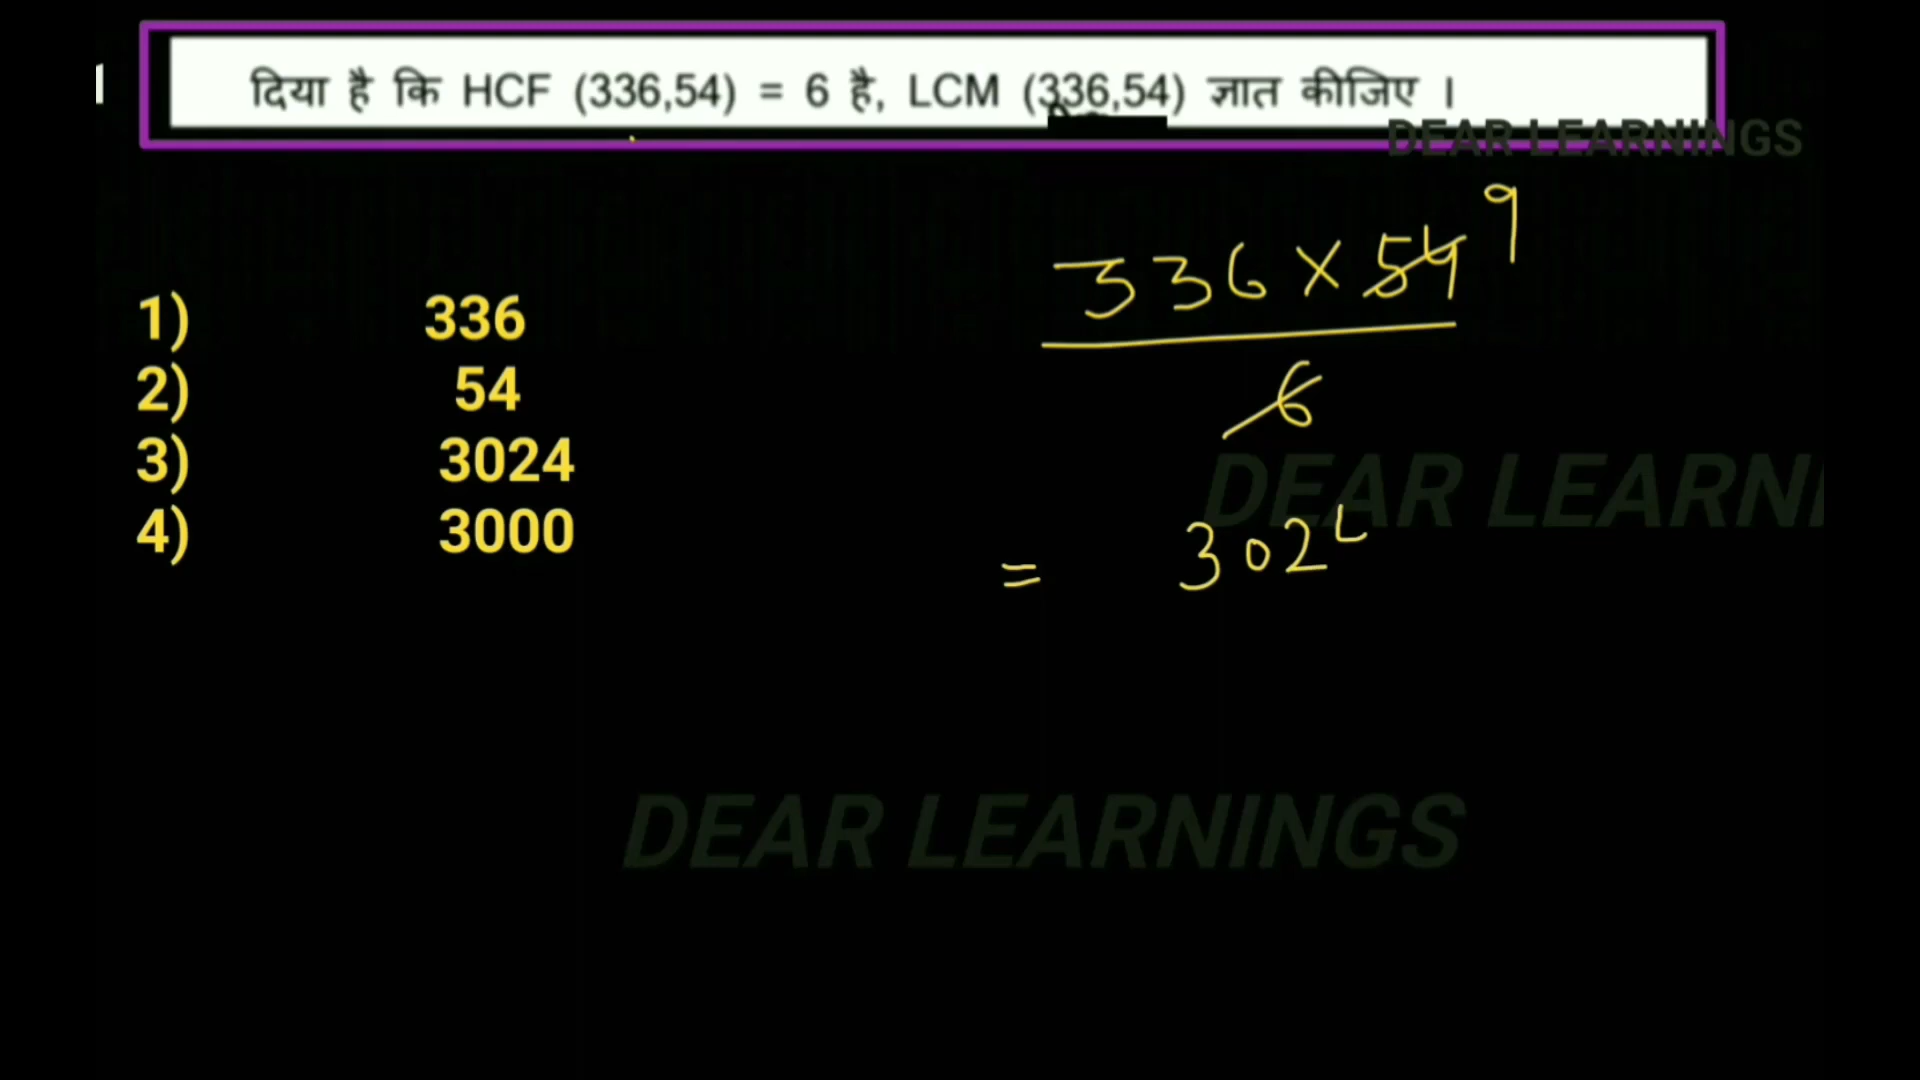 दिया है कि HCF (336,54) = 6 है, LCM (336,54) ज्ञात कीजिए ।
DEAR LEARNINGS
336 × 54 9
6
1) 336
2) 54
3) 3024
4) 3000
DEAR LEARNI
= 302
DEAR LEARNINGS